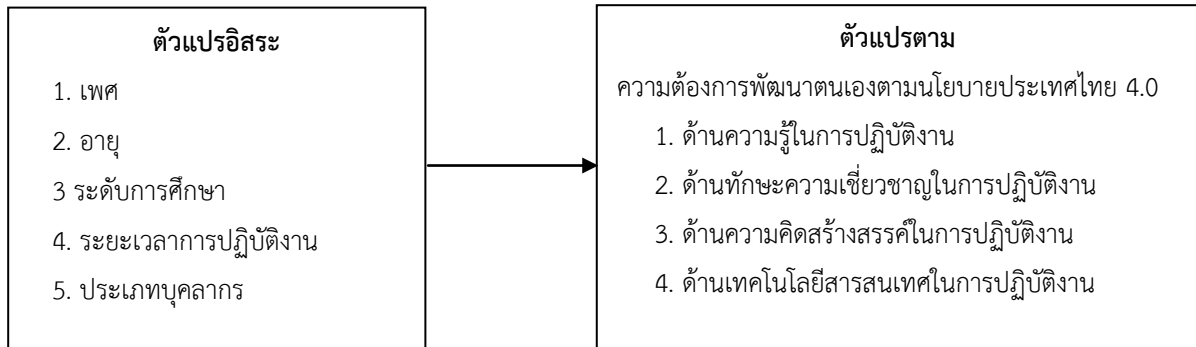 ตัวแปรอิสระ
1. เพศ
2. อายุ
3 ระดับการศึกษา
4. ระยะเวลาการปฏิบัติงาน
5. ประเภทบุคลากร
ตัวแปรตาม
ความต้องการพัฒนาตนเองตามนโยบายประเทศไทย 4.0
1. ด้านความรู้ในการปฏิบัติงาน
2. ด้านทักษะความเชี่ยวชาญในการปฏิบัติงาน
3. ด้านความคิดสร้างสรรค์ในการปฏิบัติงาน
4. ด้านเทคโนโลยีสารสนเทศในการปฏิบัติงาน